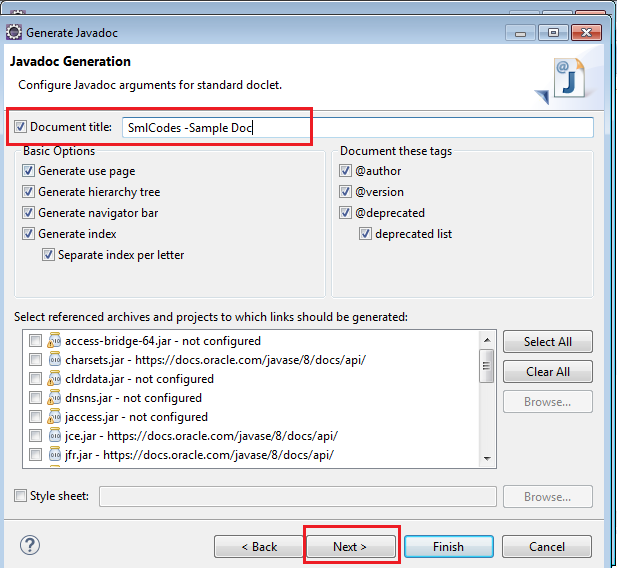 Generate Javadoc
Javadoc Generation
Configure Javadoc arguments for standard doclet.
@
J
Document title: SmlCodes -Sample Doc
Basic Options
Generate use page
Generate hierarchy tree
Generate navigator bar
Generate index
Separate index per letter
Document these tags
@author
@version
@deprecated
deprecated list
Select referenced archives and projects to which links should be generated:
access-bridge-64.jar - not configured
charsets.jar - https://docs.oracle.com/javase/8/docs/api/
cldrdata.jar - not configured
dnsns.jar - not configured
jaccess.jar - not configured
jce.jar - https://docs.oracle.com/javase/8/docs/api/
jfr.jar - https://docs.oracle.com/javase/8/docs/api/
Select All
Clear All
Browse...
Style sheet:
Browse...
?
< Back
Next >
Finish
Cancel